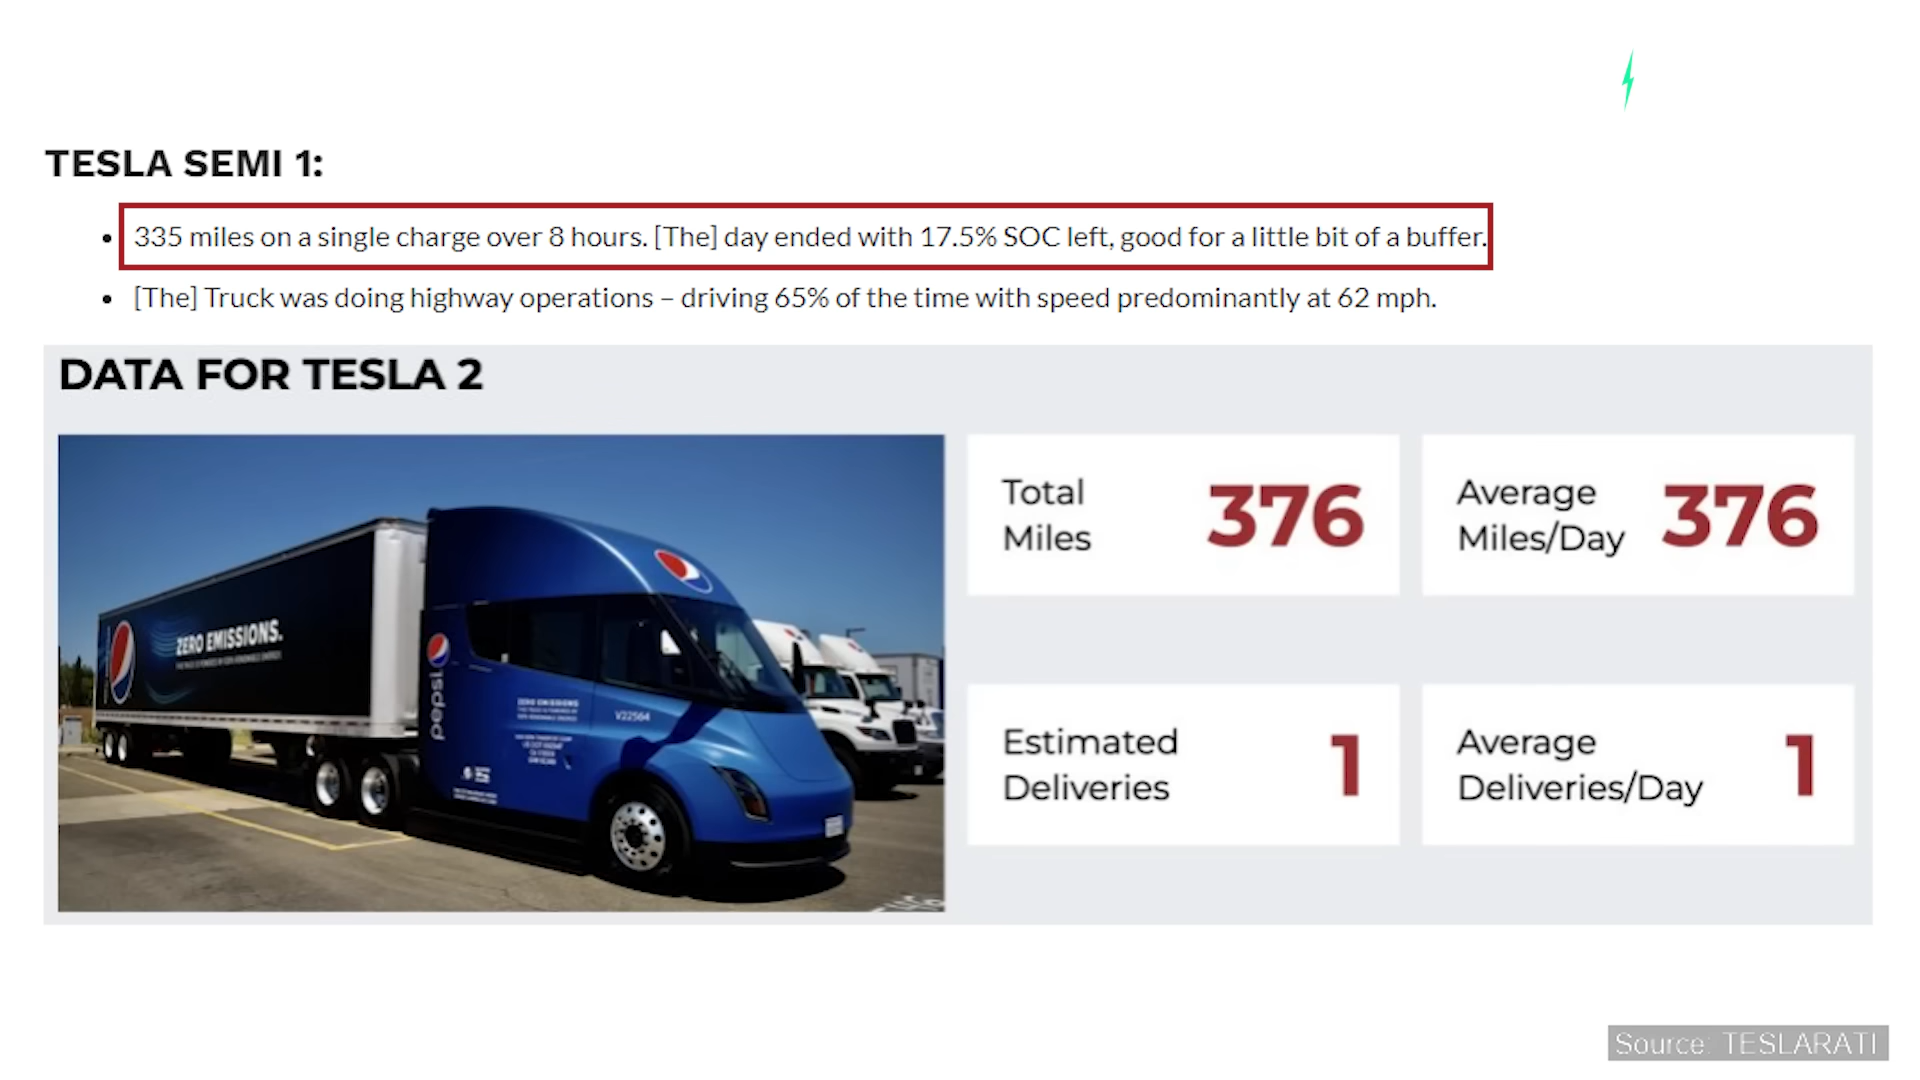 TESLA SEMI 1:
• 335 miles on a single charge over 8 hours. [The] day ended with 17.5% SOC left, good for a little bit of a buffer.
• [The] Truck was doing highway operations – driving 65% of the time with speed predominantly at 62 mph.
DATA FOR TESLA 2
ZERO EMISSIONS.
pepsi
ZERO EMISSIONS
V22564
Total
Miles
376
Average
Miles/Day
376
Estimated
Deliveries
1
Average
Deliveries/Day
1
Source: TESLARATI